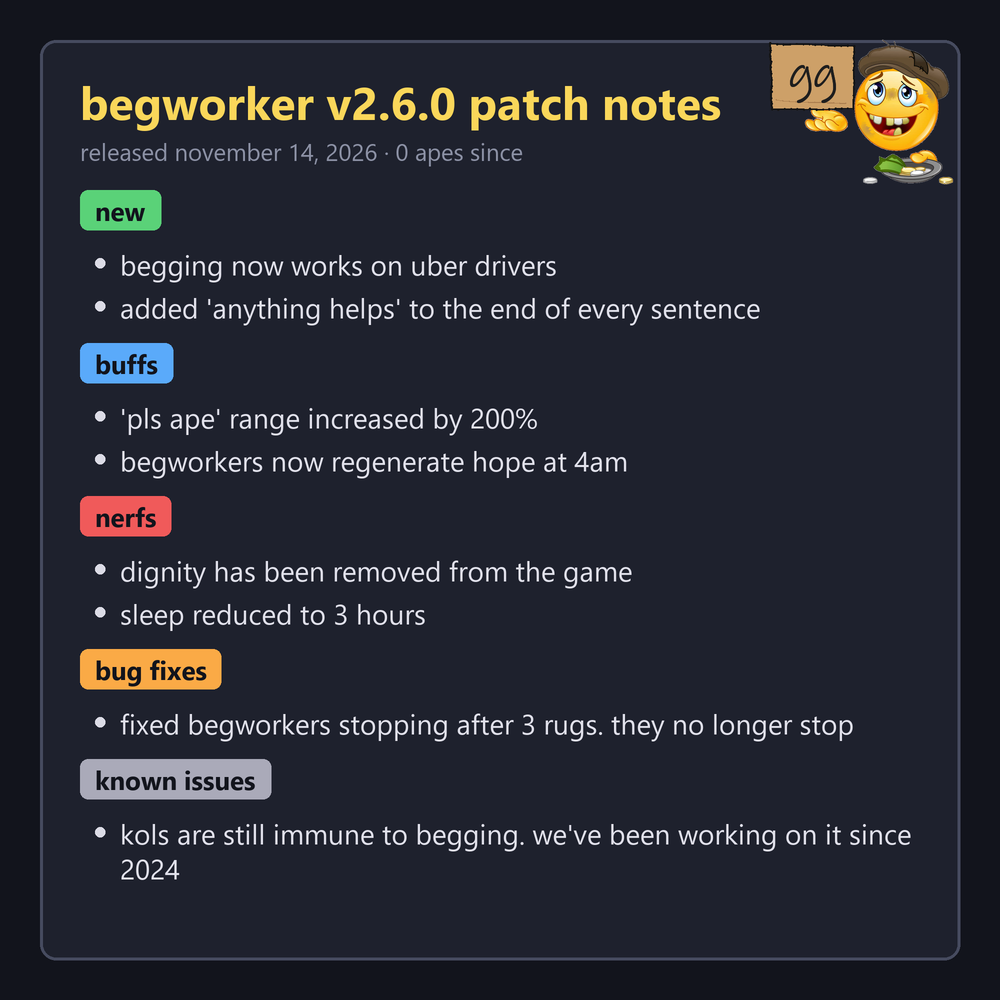 begworker v2.6.0 patch notes
gg
released november 14, 2026 · 0 apes since
new
• begging now works on uber drivers
• added 'anything helps' to the end of every sentence
buffs
• 'pls ape' range increased by 200%
• begworkers now regenerate hope at 4am
nerfs
• dignity has been removed from the game
• sleep reduced to 3 hours
bug fixes
• fixed begworkers stopping after 3 rugs. they no longer stop
known issues
• kols are still immune to begging. we've been working on it since
2024